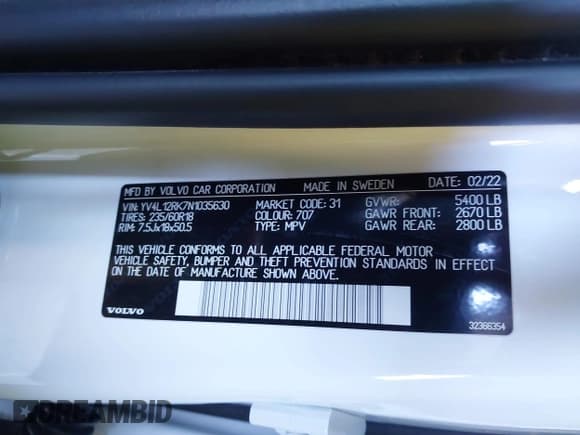 MFD BY VOLVO CAR CORPORATION MADE IN SWEDEN DATE: 02/22
VIN: YV4L12RK7N1035630 MARKET CODE: 31 GVWR: 5400 LB
TIRES: 235/60R18 COLOUR: 707 GAWR FRONT: 2670 LB
RIM: 7.5Jx18x50.5 TYPE: MPV GAWR REAR: 2800 LB
THIS VEHICLE CONFORMS TO ALL APPLICABLE FEDERAL MOTOR
VEHICLE SAFETY, BUMPER AND THEFT PREVENTION STANDARDS IN EFFECT
ON THE DATE OF MANUFACTURE SHOWN ABOVE.
VOLVO 32366354
DREAMBID